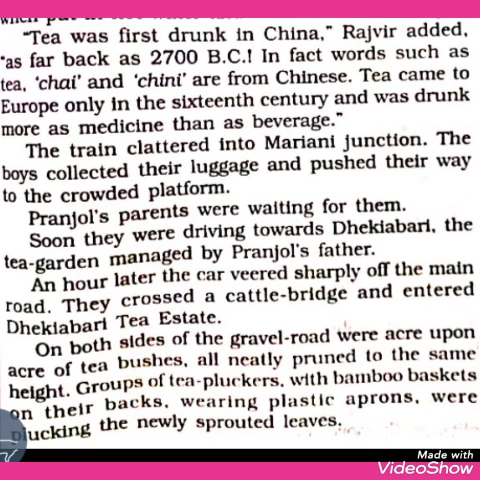 when put in
"Tea was first drunk in China," Rajvir added,
"as far back as 2700 B.C.! In fact words such as
tea, 'chai' and 'chini' are from Chinese. Tea came to
Europe only in the sixteenth century and was drunk
more as medicine than as beverage."
The train clattered into Mariani junction. The
boys collected their luggage and pushed their way
to the crowded platform.
Pranjol's parents were waiting for them.
Soon they were driving towards Dhekiabari, the
tea-garden managed by Pranjol's father.
An hour later the car veered sharply off the main
road. They crossed a cattle-bridge and entered
Dhekiabari Tea Estate.
On both sides of the gravel-road were acre upon
acre of tea bushes, all neatly pruned to the same
height. Groups of tea-pluckers, with bamboo baskets
on their backs, wearing plastic aprons, were
plucking the newly sprouted leaves.
Made with
VideoShow